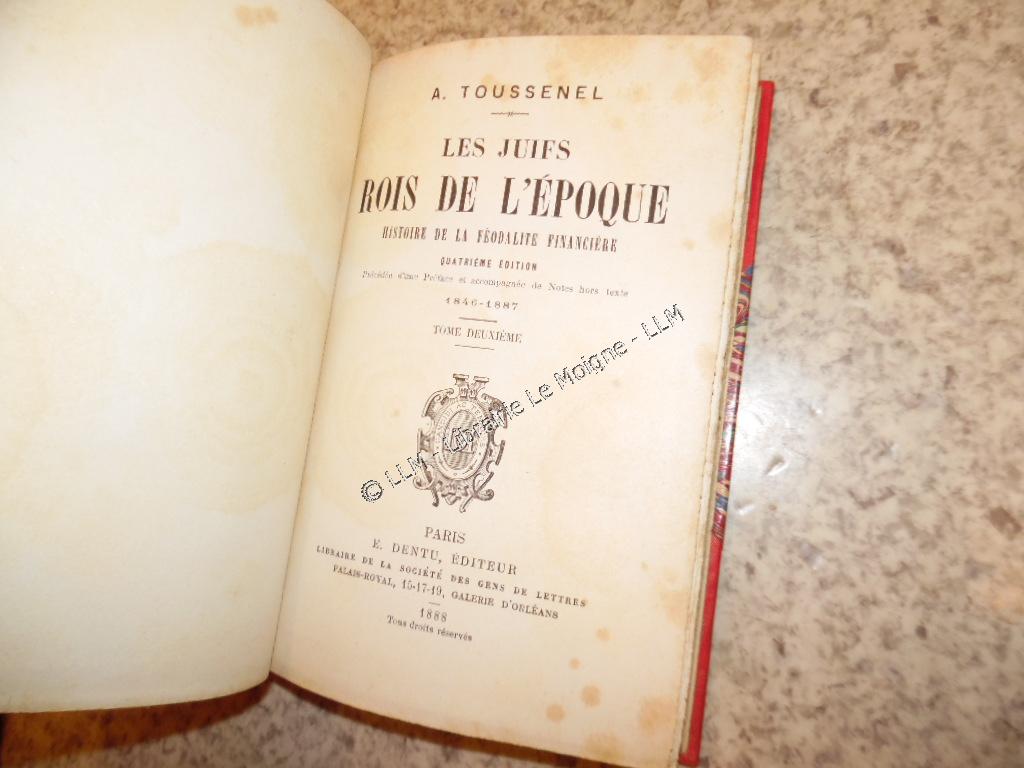 A. TOUSSENEL
LES JUIFS
ROIS DE L'ÉPOQUE
HISTOIRE DE LA FÉODALITÉ FINANCIÈRE
QUATRIÈME ÉDITION
Précédée d'une Préface et accompagnée de Notes hors texte
1846-1887
TOME DEUXIÈME
© LLM - Librairie Le Moigne - LLM
PARIS
E. DENTU, ÉDITEUR
LIBRAIRE DE LA SOCIÉTÉ DES GENS DE LETTRES
PALAIS-ROYAL, 15-17-19, GALERIE D'ORLÉANS
1888
Tous droits réservés